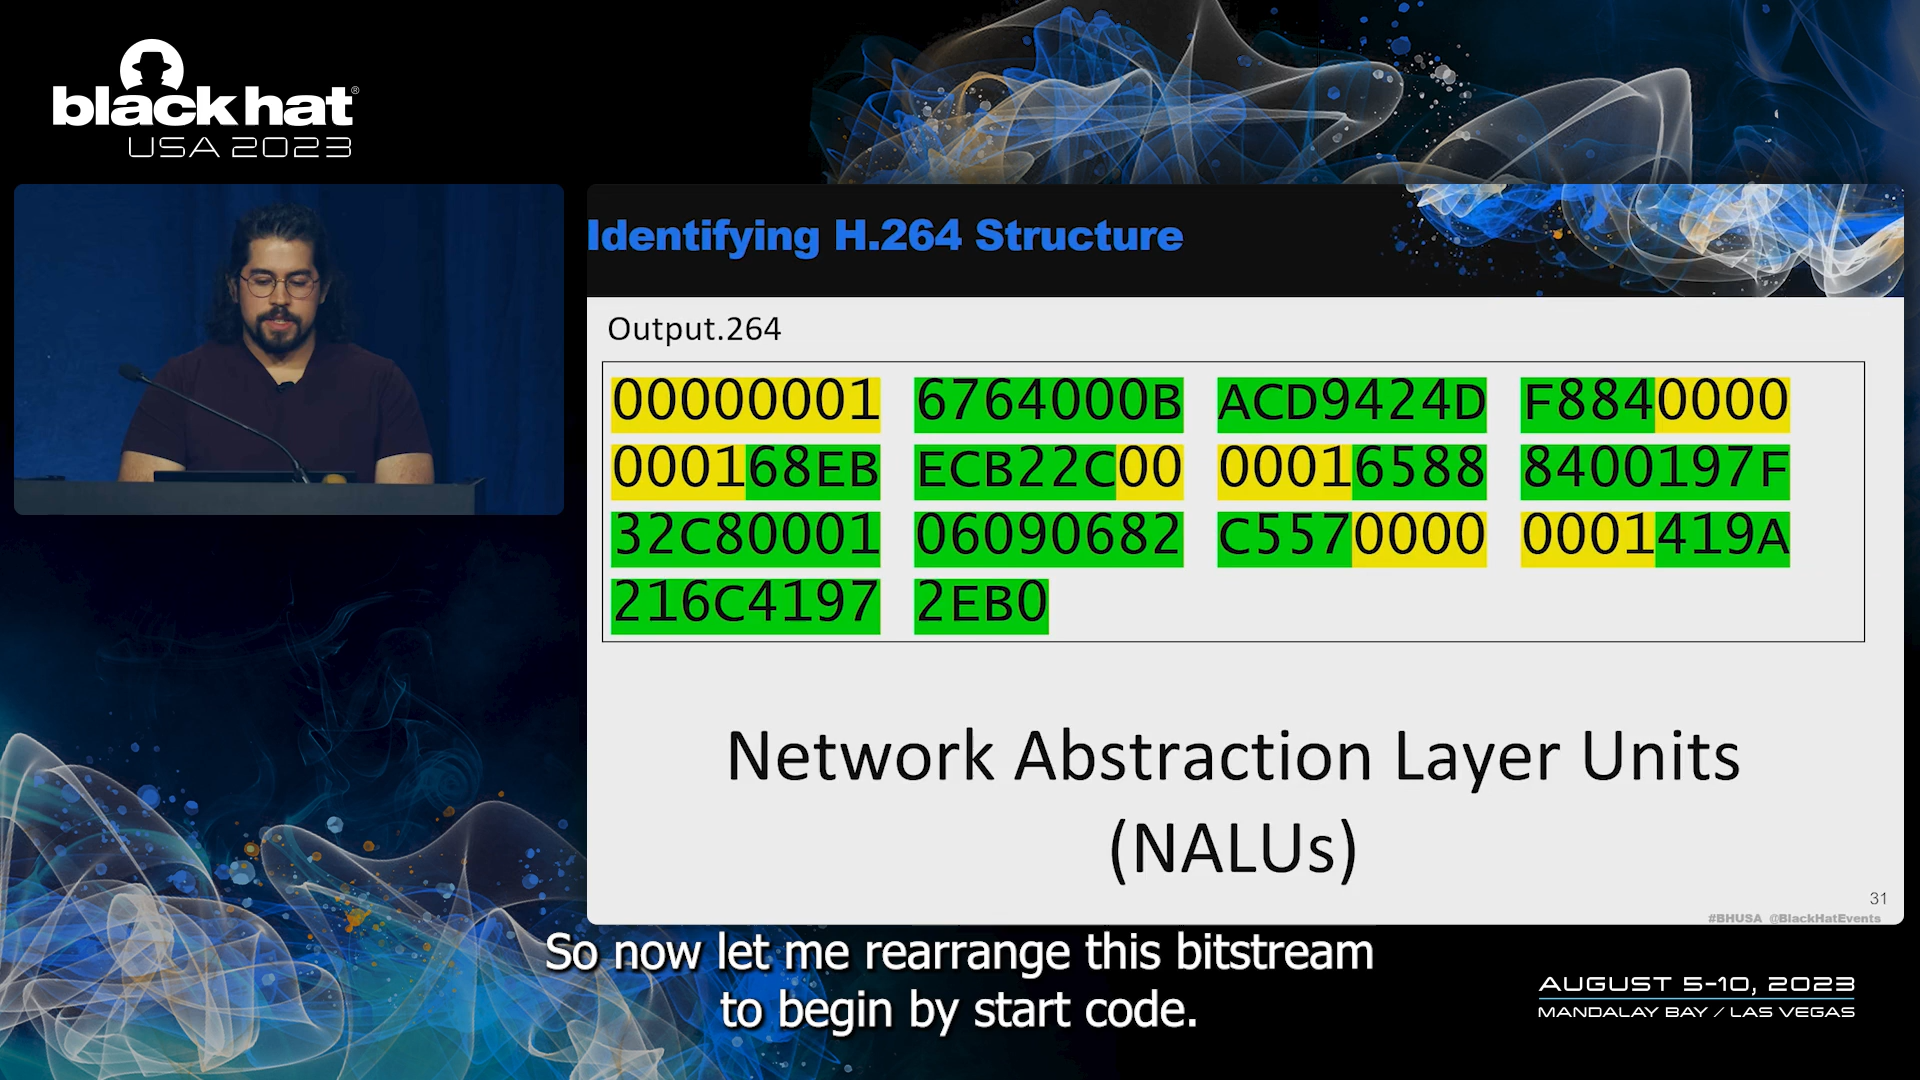 black hat®
USA 2023
Identifying H.264 Structure
Output.264
00000001 6764000B ACD9424D F8840000
000168EB ECB22C00 00016588 8400197F
32C80001 06090682 C5570000 0001419A
216C4197 2EB0
Network Abstraction Layer Units
(NALUs)
31
#BHUSA @BlackHatEvents
So now let me rearrange this bitstream
to begin by start code.
AUGUST 5-10, 2023
MANDALAY BAY / LAS VEGAS